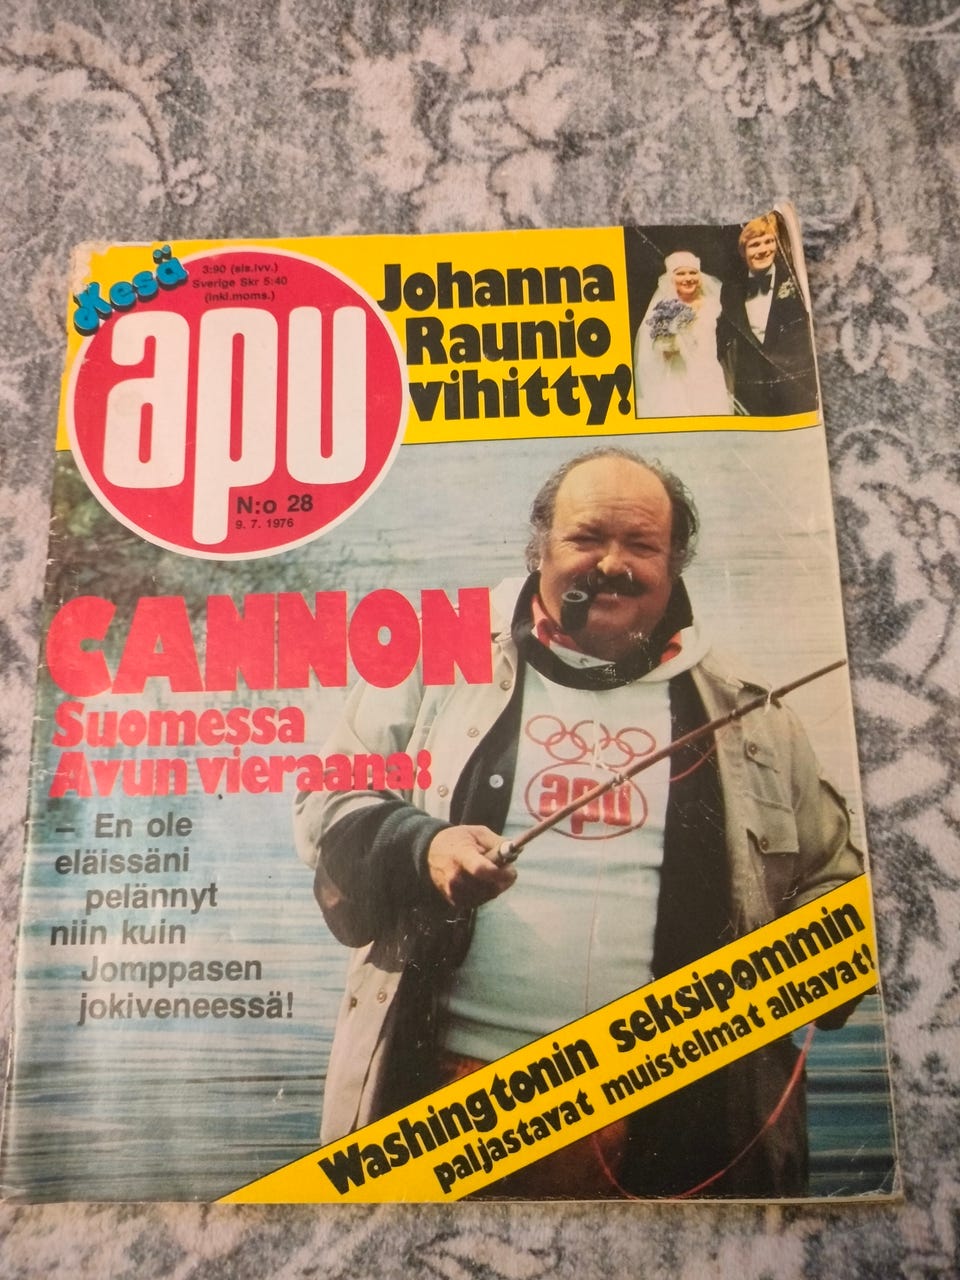 Kesä
3:90 (sis.lvv.)
Sverige Skr 5:40
(inkl.moms.)
apu
N:o 28
9. 7. 1976
Johanna
Raunio
vihitty!
CANNON
Suomessa
Avun vieraana:
– En ole
eläissäni
pelännyt
niin kuin
Jomppasen
jokiveneessä!
apu
Washingtonin seksipommin
paljastavat muistelmat alkavat!